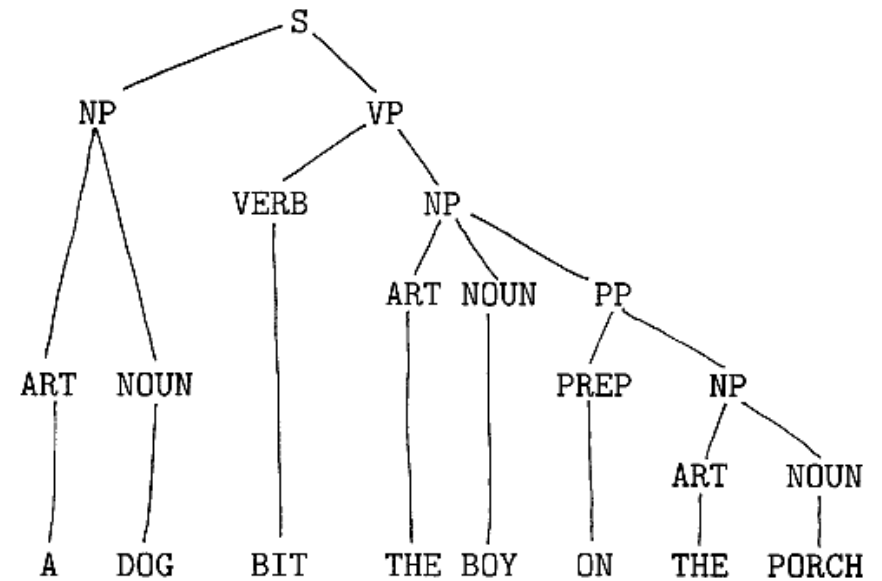 S
NP VP
VERB NP
ART NOUN PP
ART NOUN PREP NP
ART NOUN
A DOG BIT THE BOY ON THE PORCH